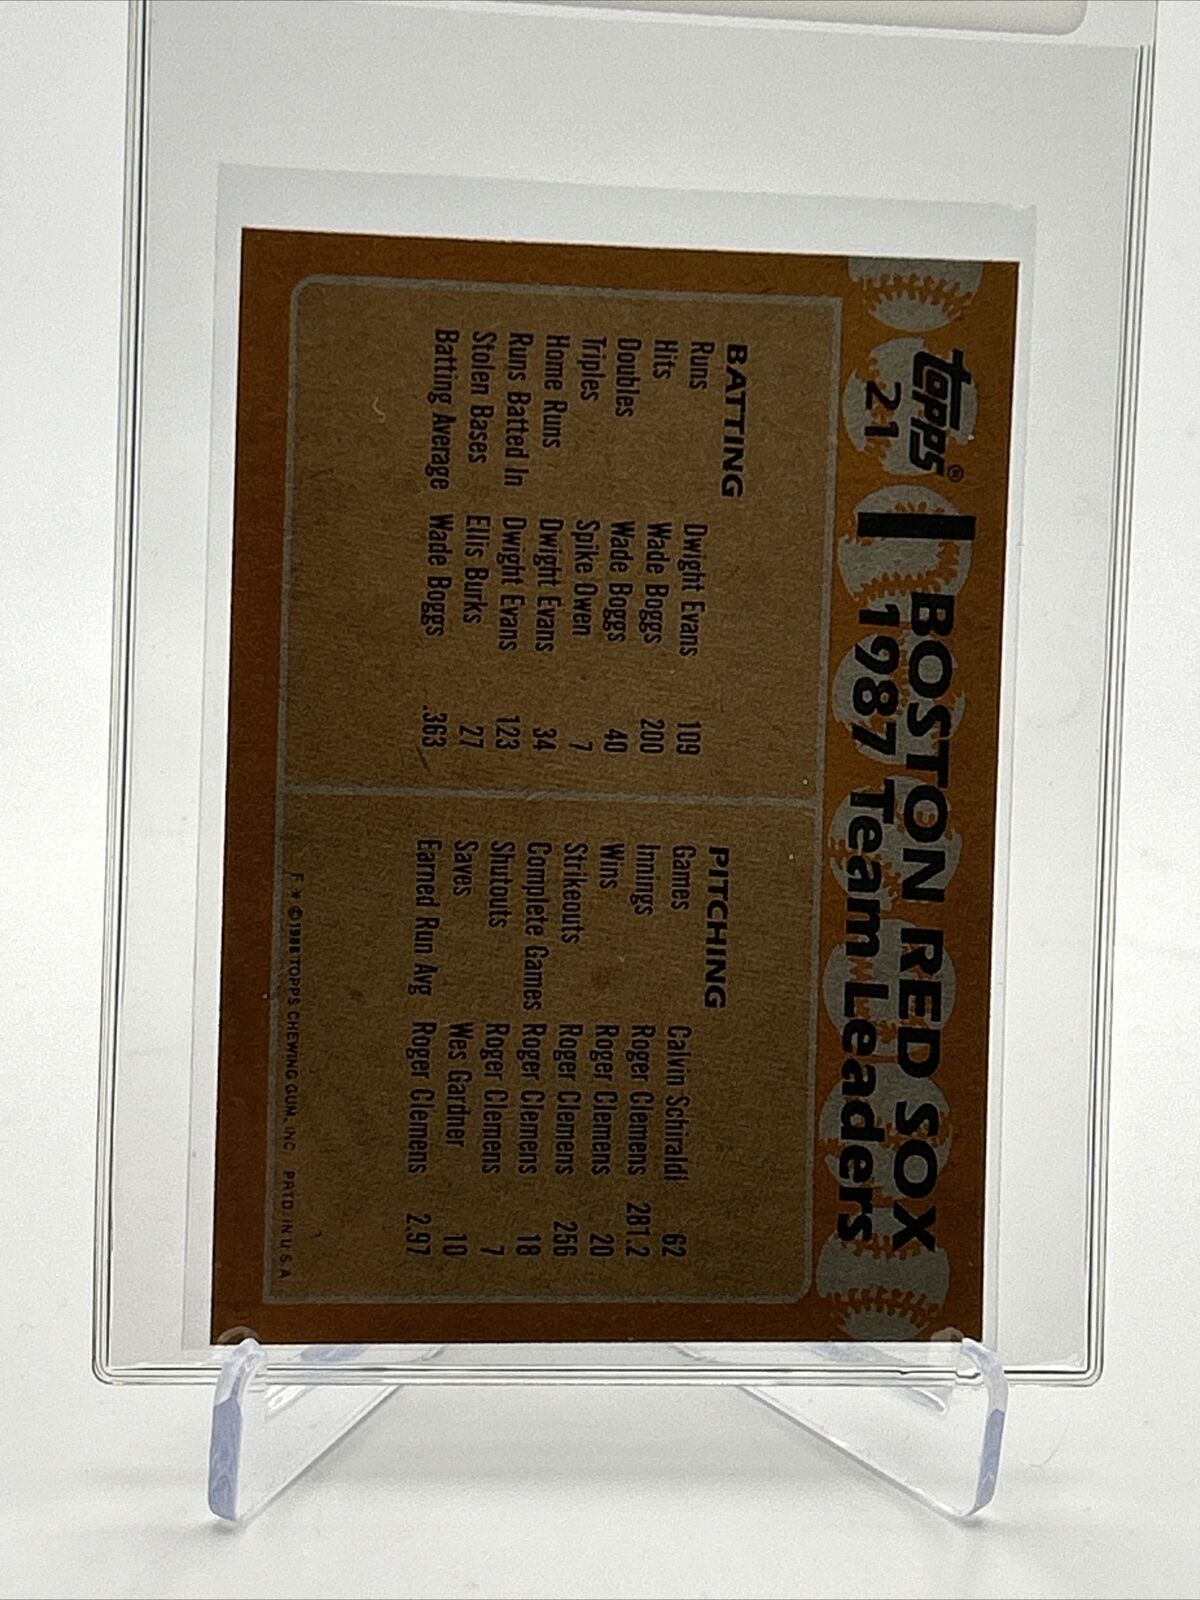 topps®
21
BOSTON RED SOX
1987 Team Leaders
BATTING
Runs Dwight Evans 109
Hits Wade Boggs 200
Doubles Wade Boggs 40
Triples Spike Owen 7
Home Runs Dwight Evans 34
Runs Batted In Dwight Evans 123
Stolen Bases Ellis Burks 27
Batting Average Wade Boggs .363
PITCHING
Games Calvin Schiraldi 62
Innings Roger Clemens 281.2
Wins Roger Clemens 20
Strikeouts Roger Clemens 256
Complete Games Roger Clemens 18
Shutouts Roger Clemens 7
Saves Wes Gardner 10
Earned Run Avg Roger Clemens 2.97
F * © 1988 TOPPS CHEWING GUM, INC. PRTD. IN U.S.A.